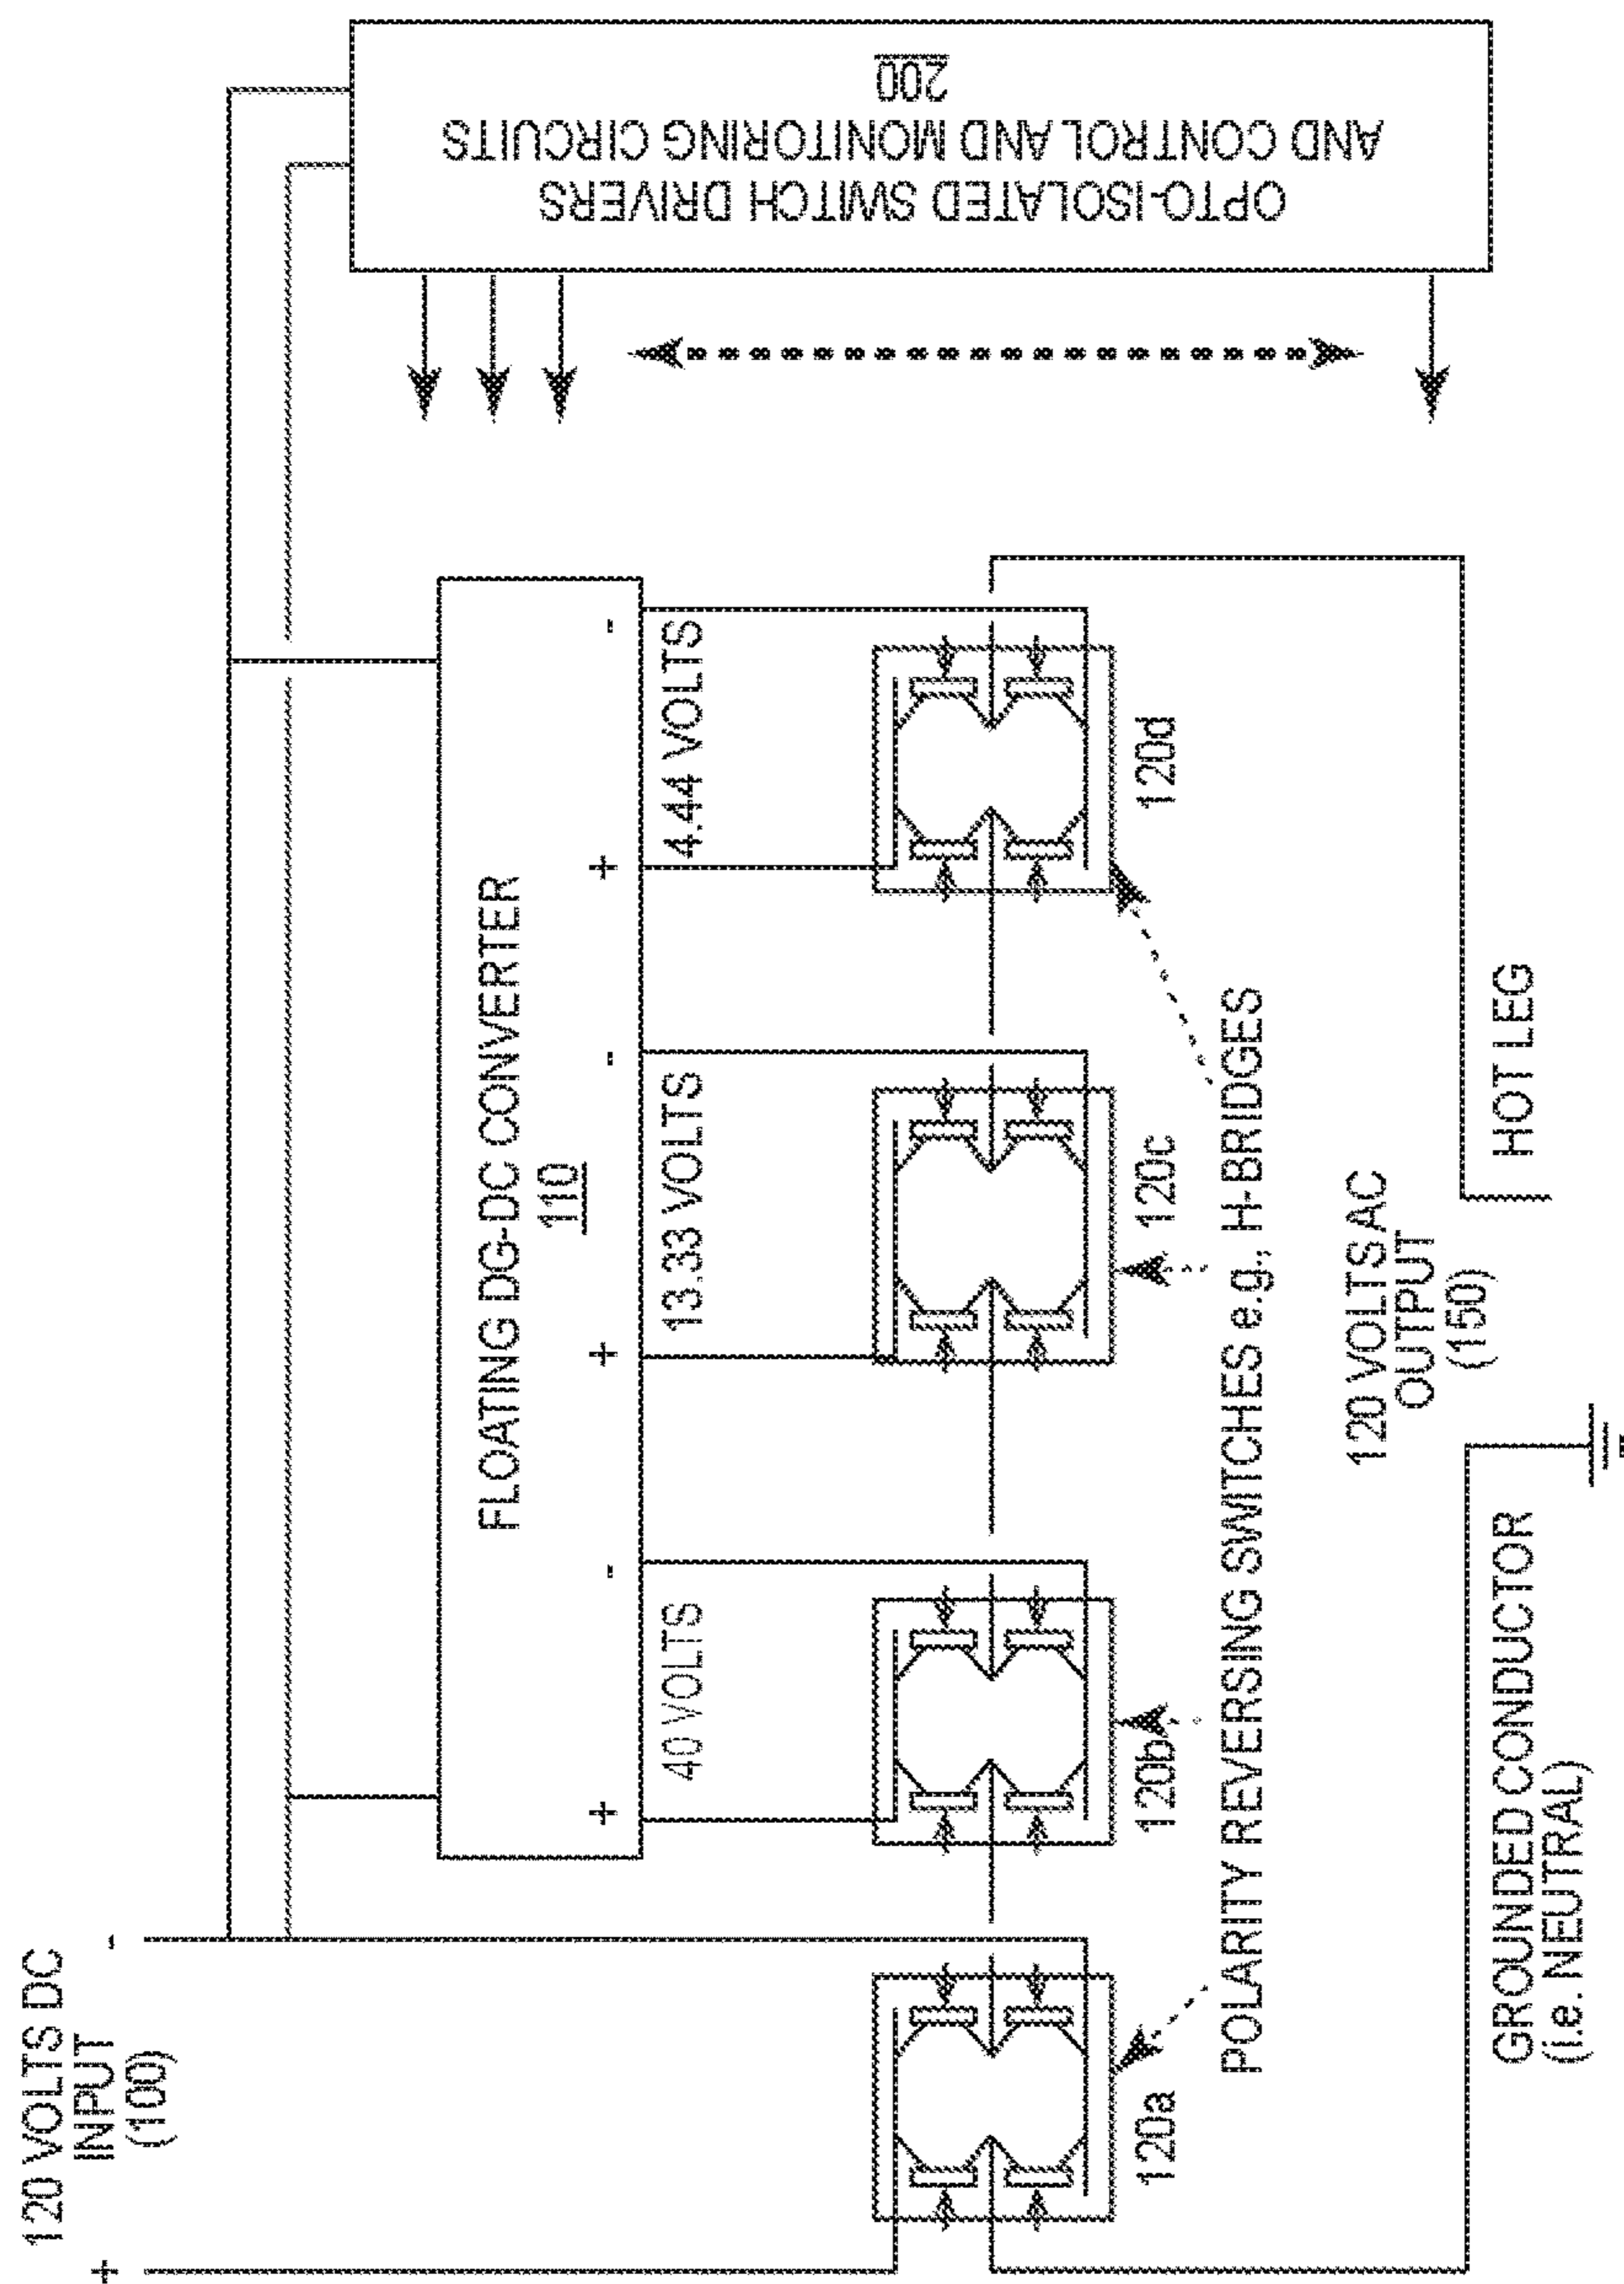 120 VOLTS DC
INPUT
(100)
+
-
FLOATING DG-DC CONVERTER
110
+
-
+
-
+
-
40 VOLTS
13.33 VOLTS
4.44 VOLTS
120a
120b
120c
120d
POLARITY REVERSING SWITCHES e.g., H-BRIDGES
120 VOLTS AC
OUTPUT
(150)
GROUNDED CONDUCTOR
(i.e. NEUTRAL)
HOT LEG
OPTO-ISOLATED SWITCH DRIVERS
AND CONTROL AND MONITORING CIRCUITS
200